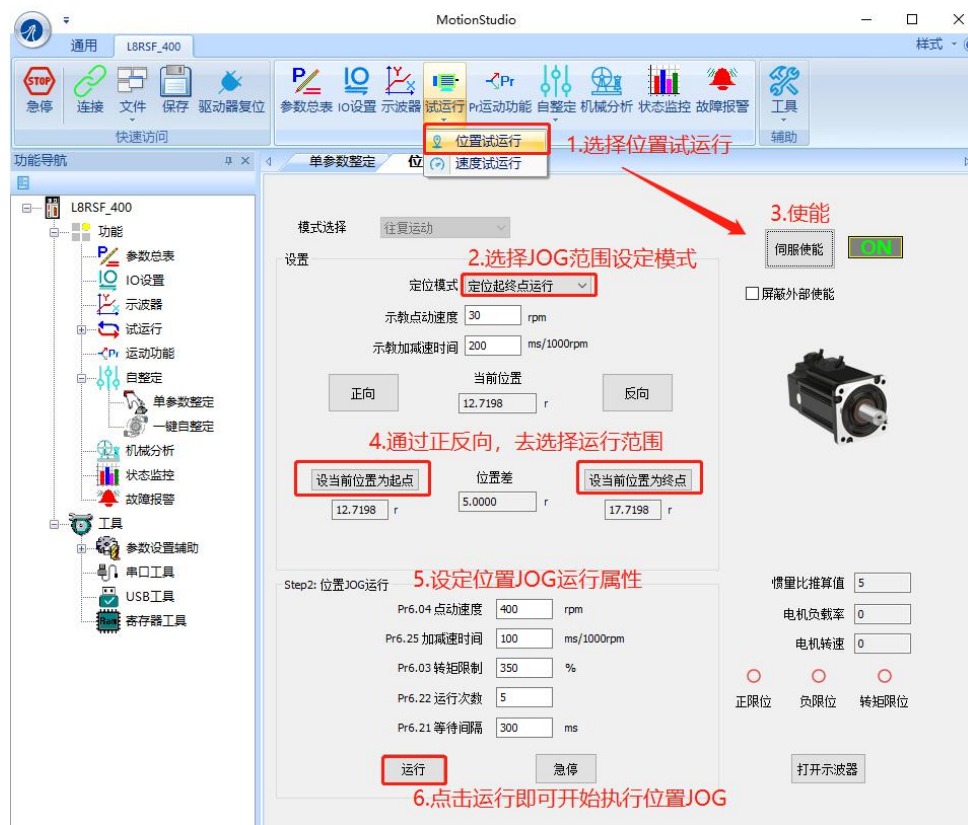 MotionStudio
通用 L8RSF_400 样式
急停 连接 文件 保存 驱动器复位 参数总表 IO设置 示波器 试运行 Pr运动功能 自整定 机械分析 状态监控 故障报警 工具
快速访问 辅助
位置试运行
速度试运行
1.选择位置试运行
功能导航
单参数整定
L8RSF_400
功能
参数总表
IO设置
示波器
试运行
运动功能
自整定
单参数整定
一键自整定
机械分析
状态监控
故障报警
工具
参数设置辅助
串口工具
USB工具
寄存器工具
模式选择 往复运动
3.使能
伺服使能 ON
屏蔽外部使能
设置
2.选择JOG范围设定模式
定位模式 定位起终点运行
示教点动速度 30 rpm
示教加减速时间 200 ms/1000rpm
正向 当前位置 反向
12.7198 r
4.通过正反向，去选择运行范围
设当前位置为起点 位置差 设当前位置为终点
12.7198 r 5.0000 r 17.7198 r
5.设定位置JOG运行属性
Step2: 位置JOG运行
Pr6.04 点动速度 400 rpm
Pr6.25 加减速时间 100 ms/1000rpm
Pr6.03 转矩限制 350 %
Pr6.22 运行次数 5
Pr6.21 等待间隔 300 ms
运行 急停
6.点击运行即可开始执行位置JOG
惯量比推算值 5
电机负载率 0
电机转速 0
正限位 负限位 转矩限位
打开示波器